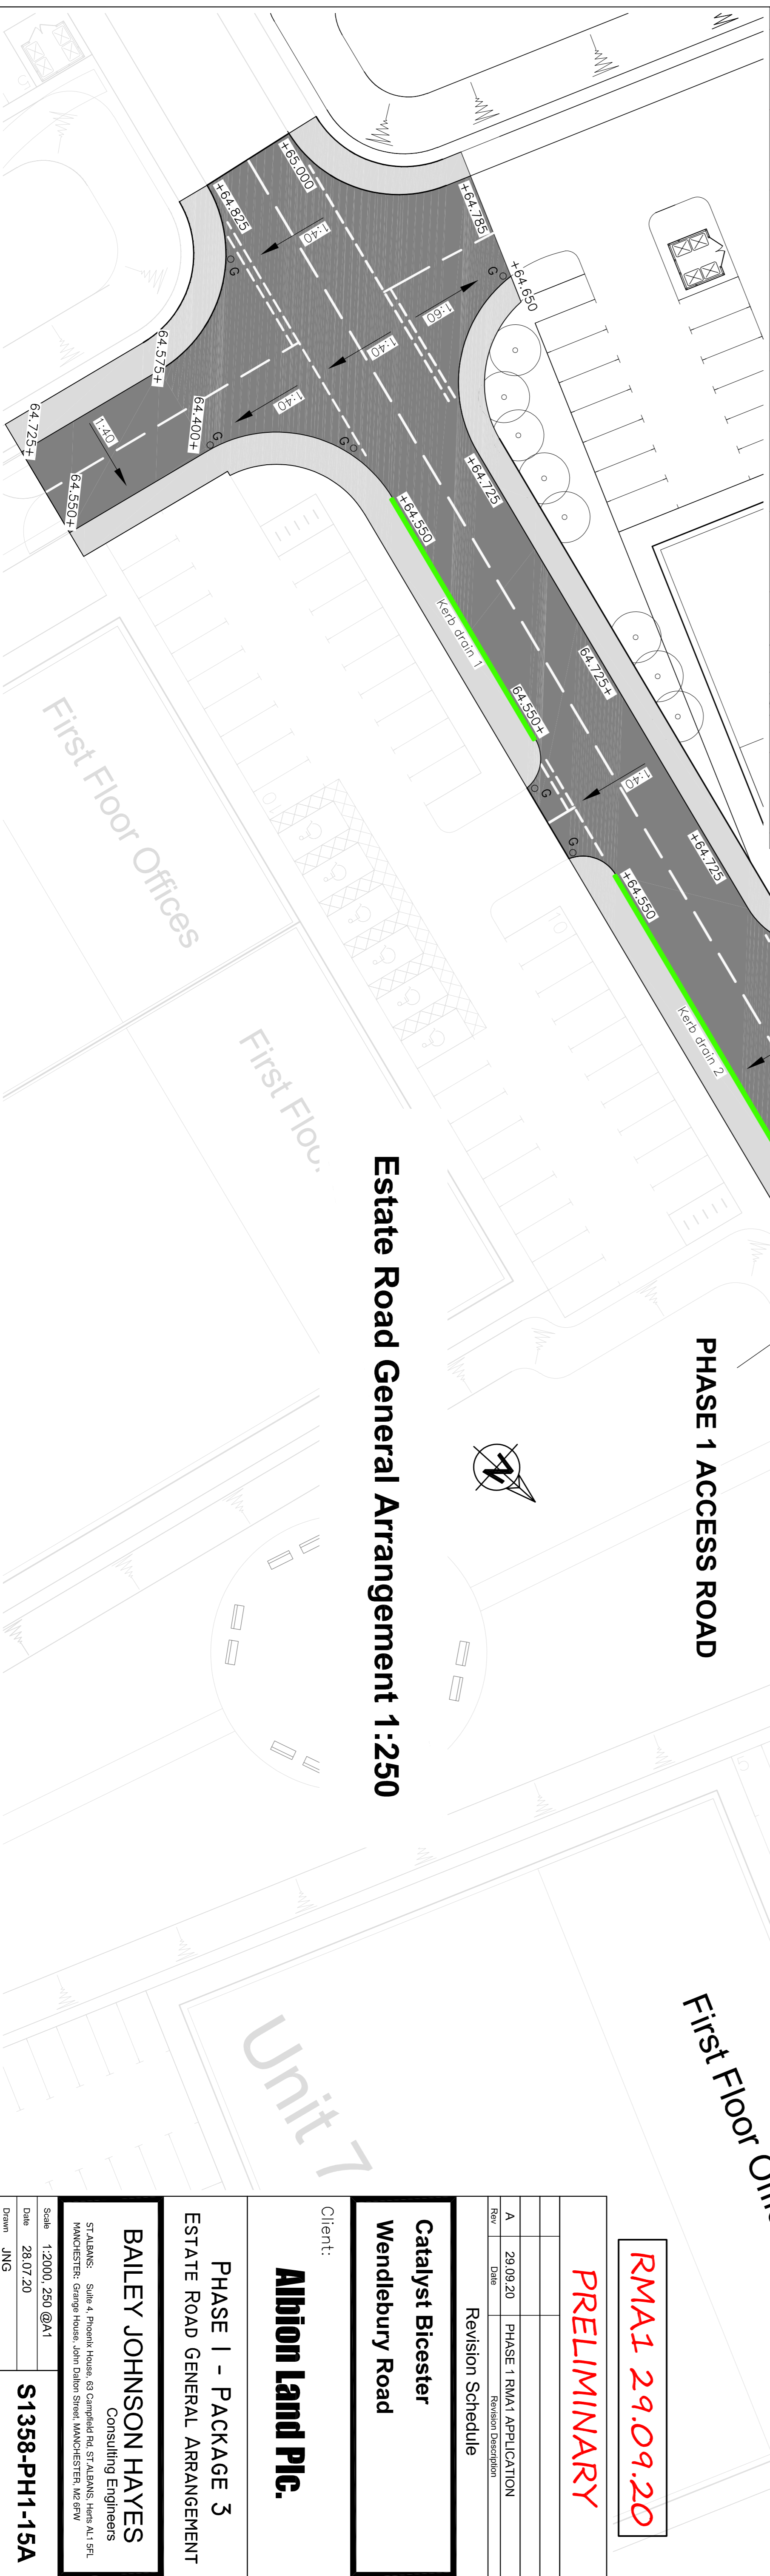 +65.000
+64.825
+64.785
+64.650
1:40
1:60
1:40
1:40
1:40
G
G
G
G
64.575+
64.400+
64.725+
64.550+
+64.725
+64.550
Kerb drain 1
64.550+
64.725+
1:40
G
G
+64.725
+64.550
Kerb drain 2
First Floor Offices
First Floor
Estate Road General Arrangement 1:250
N
PHASE 1 ACCESS ROAD
Unit 7
First Floor Offi
RMA1 29.09.20
PRELIMINARY
A 29.09.20 PHASE 1 RMA1 APPLICATION
Rev Date Revision Description
Revision Schedule
Catalyst Bicester
Wendlebury Road
Client:
Albion Land Plc.
PHASE 1 - PACKAGE 3
ESTATE ROAD GENERAL ARRANGEMENT
BAILEY JOHNSON HAYES
Consulting Engineers
ST.ALBANS: Suite 4, Phoenix House, 63 Campfield Rd, ST.ALBANS, Herts AL1 5FL
MANCHESTER: Grange House, John Dalton Street, MANCHESTER, M2 6FW
Scale 1:2000, 250 @A1
Date 28.07.20
Drawn JNG
S1358-PH1-15A